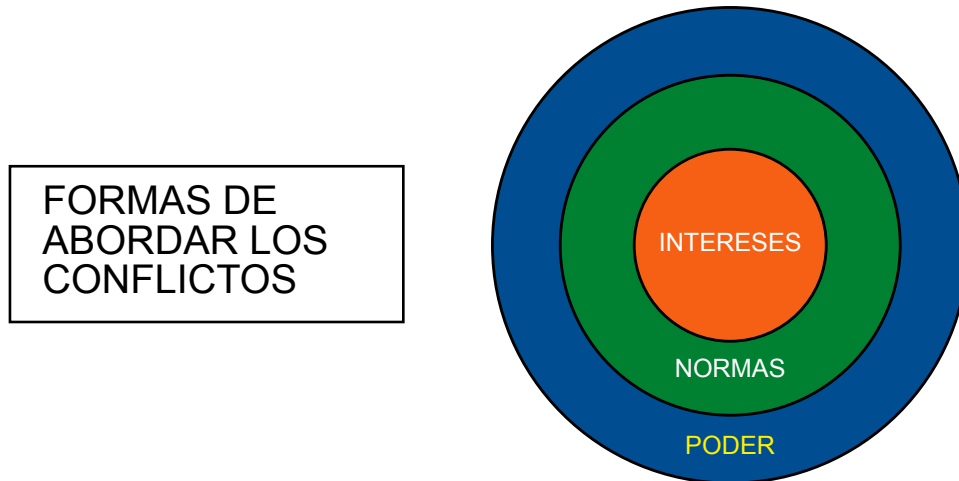 FORMAS DE
ABORDAR LOS
CONFLICTOS
INTERESES
NORMAS
PODER